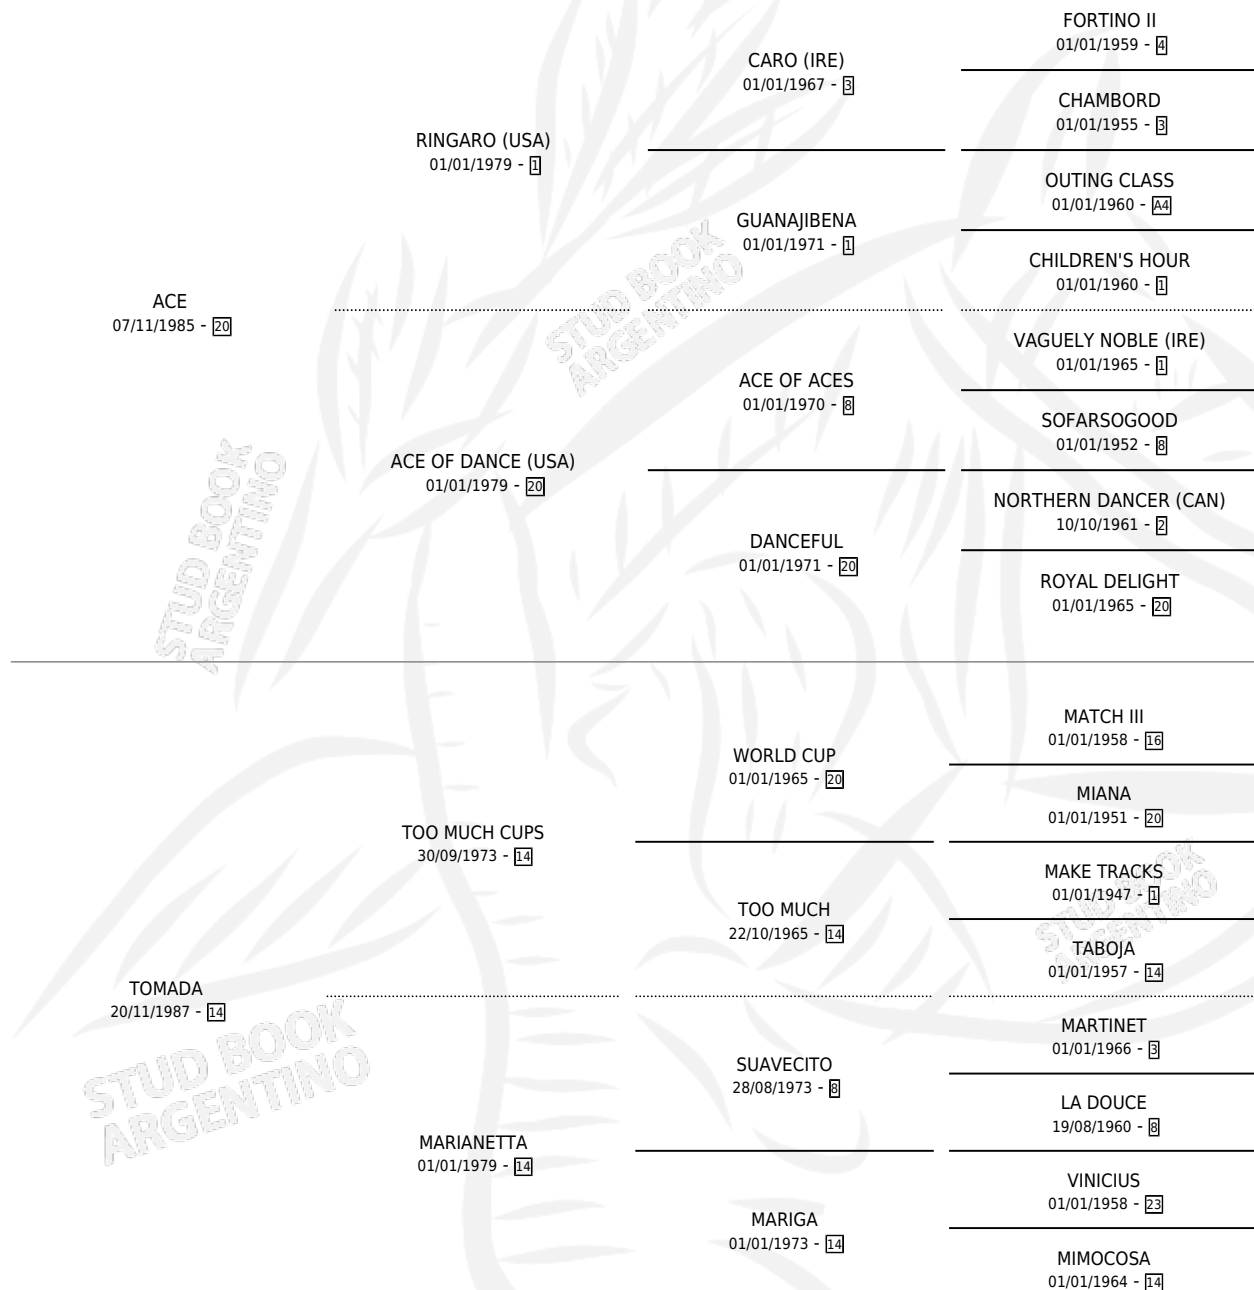 FORTINO II
01/01/1959 - 4
CARO (IRE)
01/01/1967 - 3
CHAMBORD
01/01/1955 - 3
RINGARO (USA)
01/01/1979 - 1
OUTING CLASS
01/01/1960 - A4
GUANAJIBENA
01/01/1971 - 1
CHILDREN'S HOUR
01/01/1960 - 1
ACE
07/11/1985 - 20
VAGUELY NOBLE (IRE)
01/01/1965 - 1
ACE OF ACES
01/01/1970 - 8
SOFARSOGOOD
01/01/1952 - 8
ACE OF DANCE (USA)
01/01/1979 - 20
NORTHERN DANCER (CAN)
10/10/1961 - 2
DANCEFUL
01/01/1971 - 20
ROYAL DELIGHT
01/01/1965 - 20
MATCH III
01/01/1958 - 16
WORLD CUP
01/01/1965 - 20
MIANA
01/01/1951 - 20
TOO MUCH CUPS
30/09/1973 - 14
MAKE TRACKS
01/01/1947 - 1
TOO MUCH
22/10/1965 - 14
TABOJA
01/01/1957 - 14
TOMADA
20/11/1987 - 14
MARTINET
01/01/1966 - 3
SUAVECITO
28/08/1973 - 8
LA DOUCE
19/08/1960 - 8
MARIANETTA
01/01/1979 - 14
VINICIUS
01/01/1958 - 23
MARIGA
01/01/1973 - 14
MIMOCOSA
01/01/1964 - 14
STUD BOOK
ARGENTINO
STUD BOOK
ARGENTINO
STUD BOOK
ARGENTINO
STUD BOOK
ARGENTINO